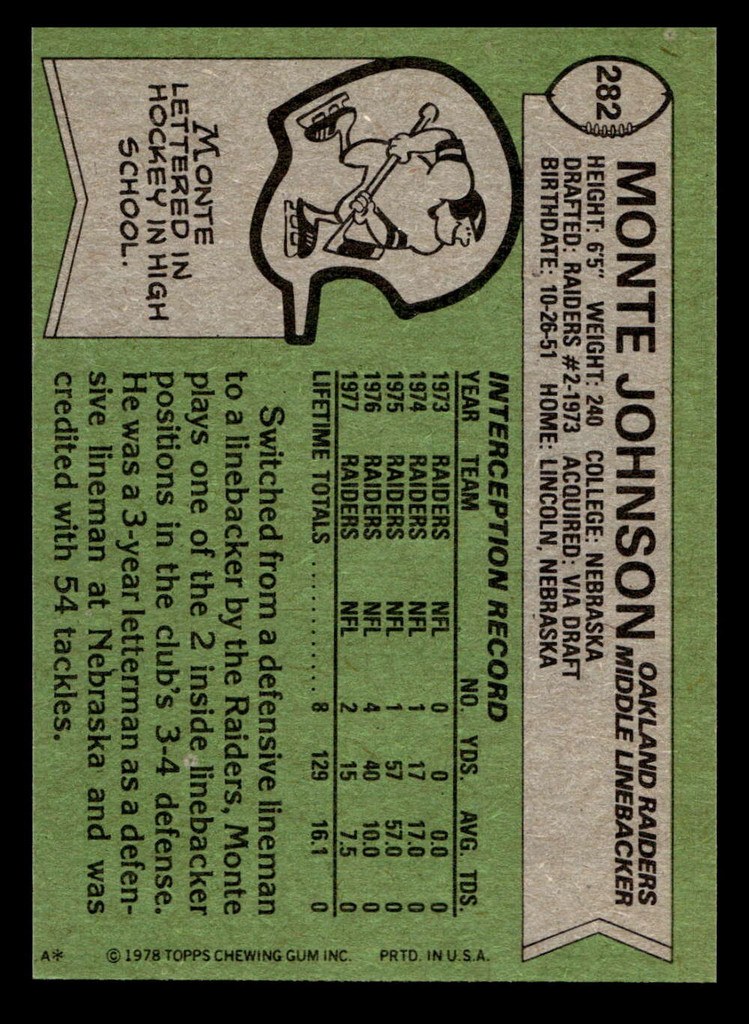 282
MONTE JOHNSON
OAKLAND RAIDERS
MIDDLE LINEBACKER
HEIGHT: 6'5" WEIGHT: 240 COLLEGE: NEBRASKA
DRAFTED: RAIDERS #2-1973 ACQUIRED: VIA DRAFT
BIRTHDATE: 10-26-51 HOME: LINCOLN, NEBRASKA
MONTE
LETTERED IN
HOCKEY IN HIGH
SCHOOL.
INTERCEPTION RECORD
YEAR TEAM NO. YDS. AVG. TDS.
1973 RAIDERS NFL 0 0 0.0 0
1974 RAIDERS NFL 1 17 17.0 0
1975 RAIDERS NFL 1 57 57.0 0
1976 RAIDERS NFL 4 40 10.0 0
1977 RAIDERS NFL 2 15 7.5 0
LIFETIME TOTALS .......... 8 129 16.1 0
Switched from a defensive lineman
to a linebacker by the Raiders, Monte
plays one of the 2 inside linebacker
positions in the club's 3-4 defense.
He was a 3-year letterman as a defen-
sive lineman at Nebraska and was
credited with 54 tackles.
A* © 1978 TOPPS CHEWING GUM INC. PRTD. IN U.S.A.